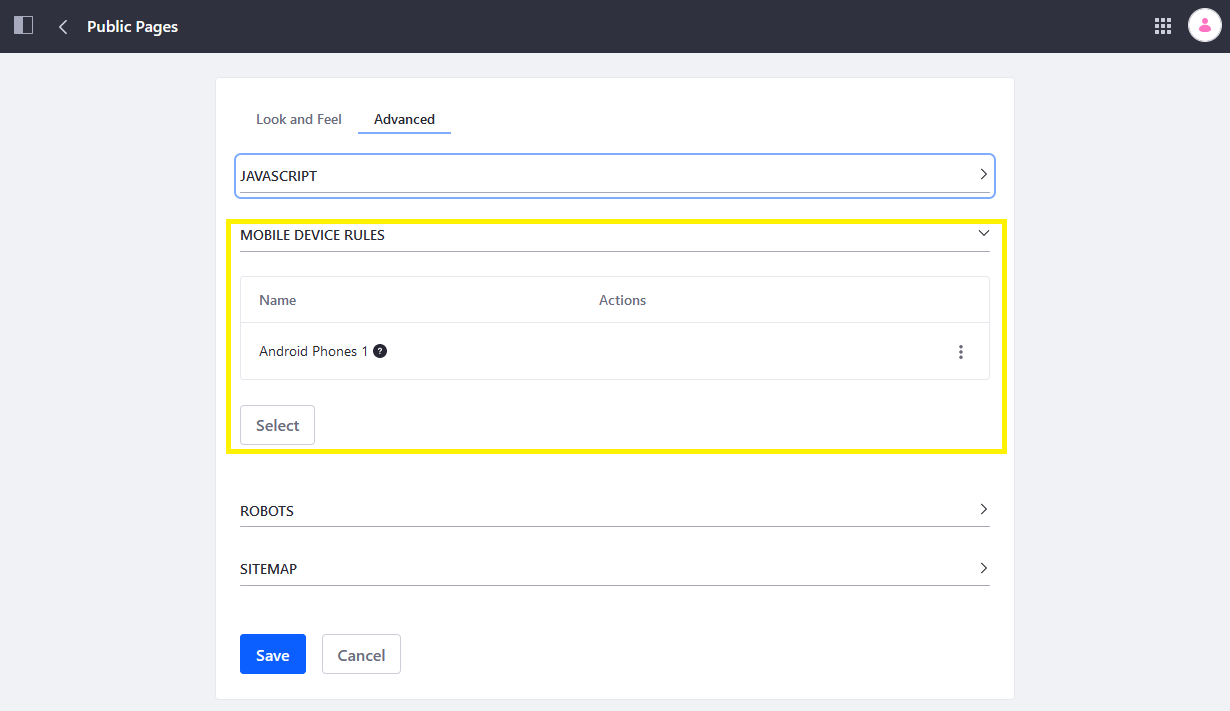 Public Pages
Look and Feel Advanced
JAVASCRIPT
MOBILE DEVICE RULES
Name Actions
Android Phones 1 ?
Select
ROBOTS
SITEMAP
Save Cancel